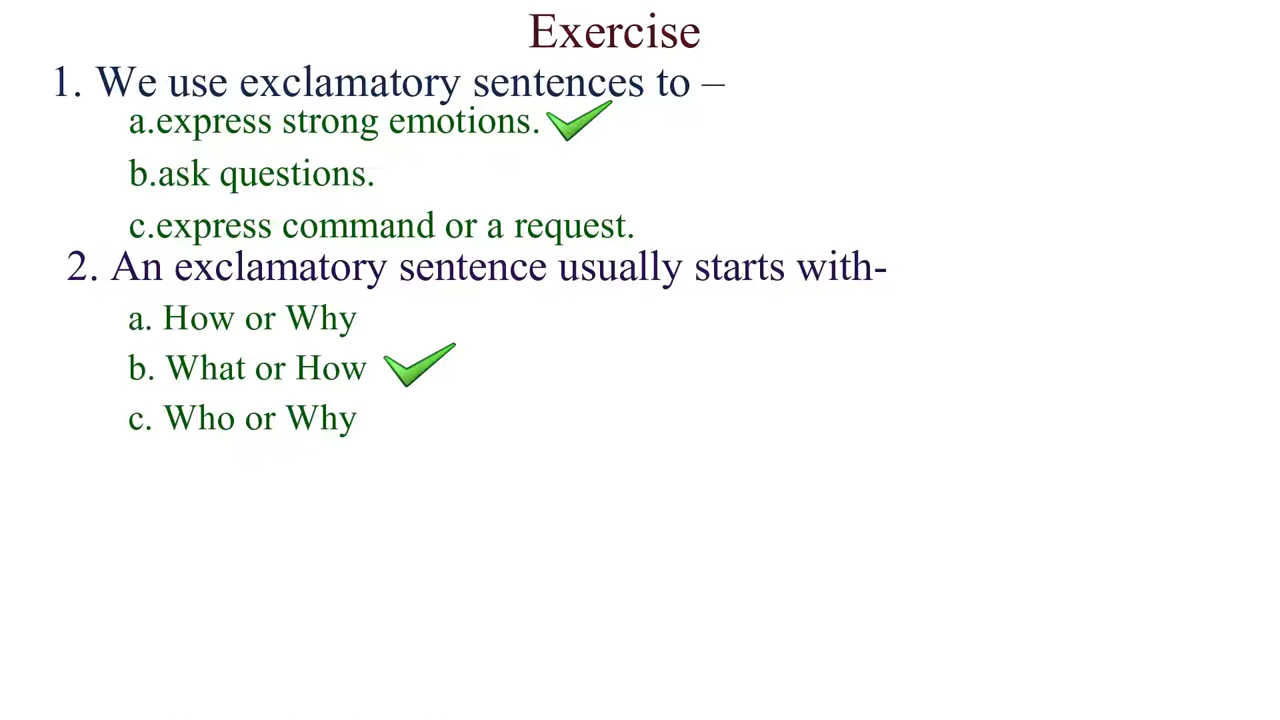 Exercise
1. We use exclamatory sentences to –
a.express strong emotions.
b.ask questions.
c.express command or a request.
2. An exclamatory sentence usually starts with-
a. How or Why
b. What or How
c. Who or Why